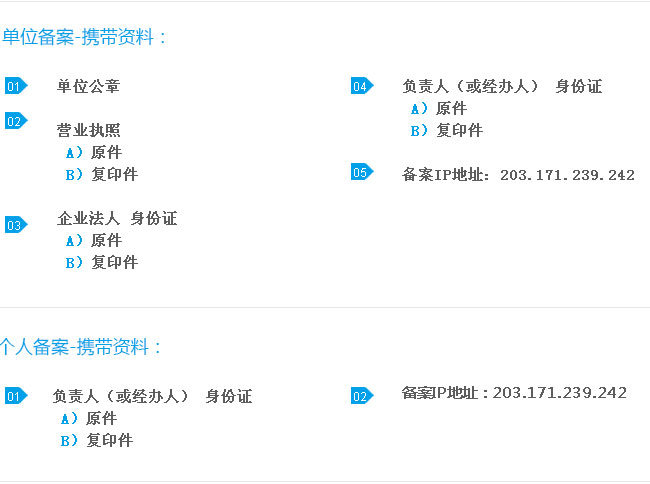 单位备案-携带资料：
01 单位公章
02 营业执照
A）原件
B）复印件
03 企业法人 身份证
A）原件
B）复印件
04 负责人（或经办人） 身份证
A）原件
B）复印件
05 备案IP地址：203.171.239.242
个人备案-携带资料：
01 负责人（或经办人） 身份证
A）原件
B）复印件
02 备案IP地址：203.171.239.242